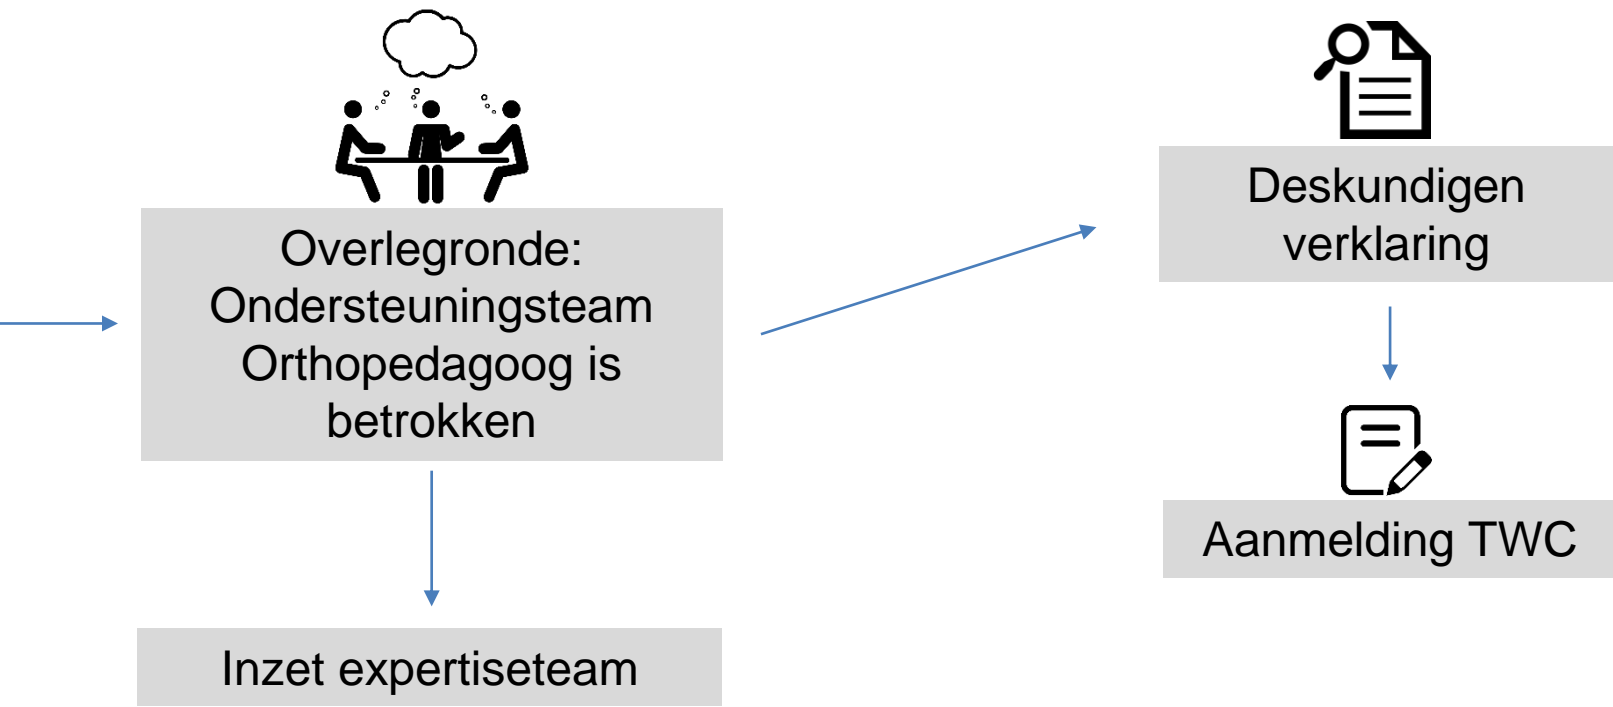 Overlegronde:
Ondersteuningsteam
Orthopedagoog is
betrokken
Inzet expertiseteam
Deskundigen
verklaring
Aanmelding TWC